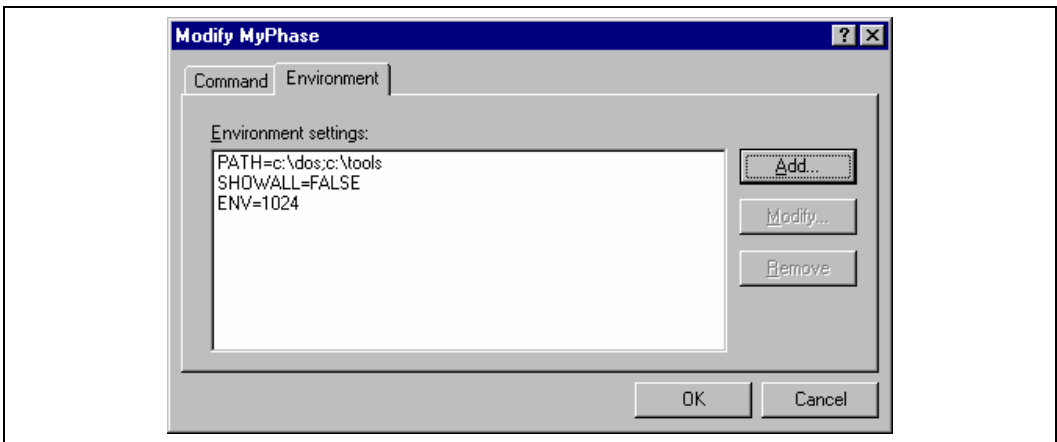 Modify MyPhase
Command Environment
Environment settings:
PATH=c:\dos;c:\tools
SHOWALL=FALSE
ENV=1024
Add...
Modify...
Remove
OK Cancel